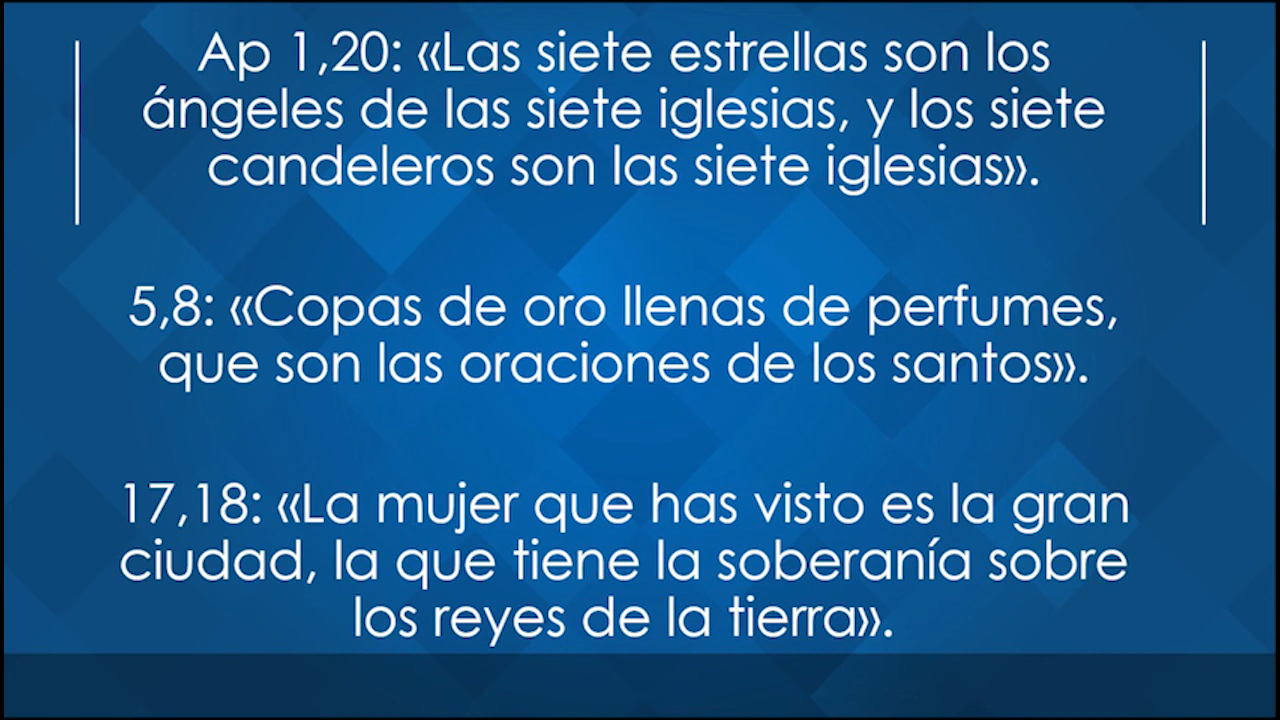 Ap 1,20: «Las siete estrellas son los
ángeles de las siete iglesias, y los siete
candeleros son las siete iglesias».
5,8: «Copas de oro llenas de perfumes,
que son las oraciones de los santos».
17,18: «La mujer que has visto es la gran
ciudad, la que tiene la soberanía sobre
los reyes de la tierra».